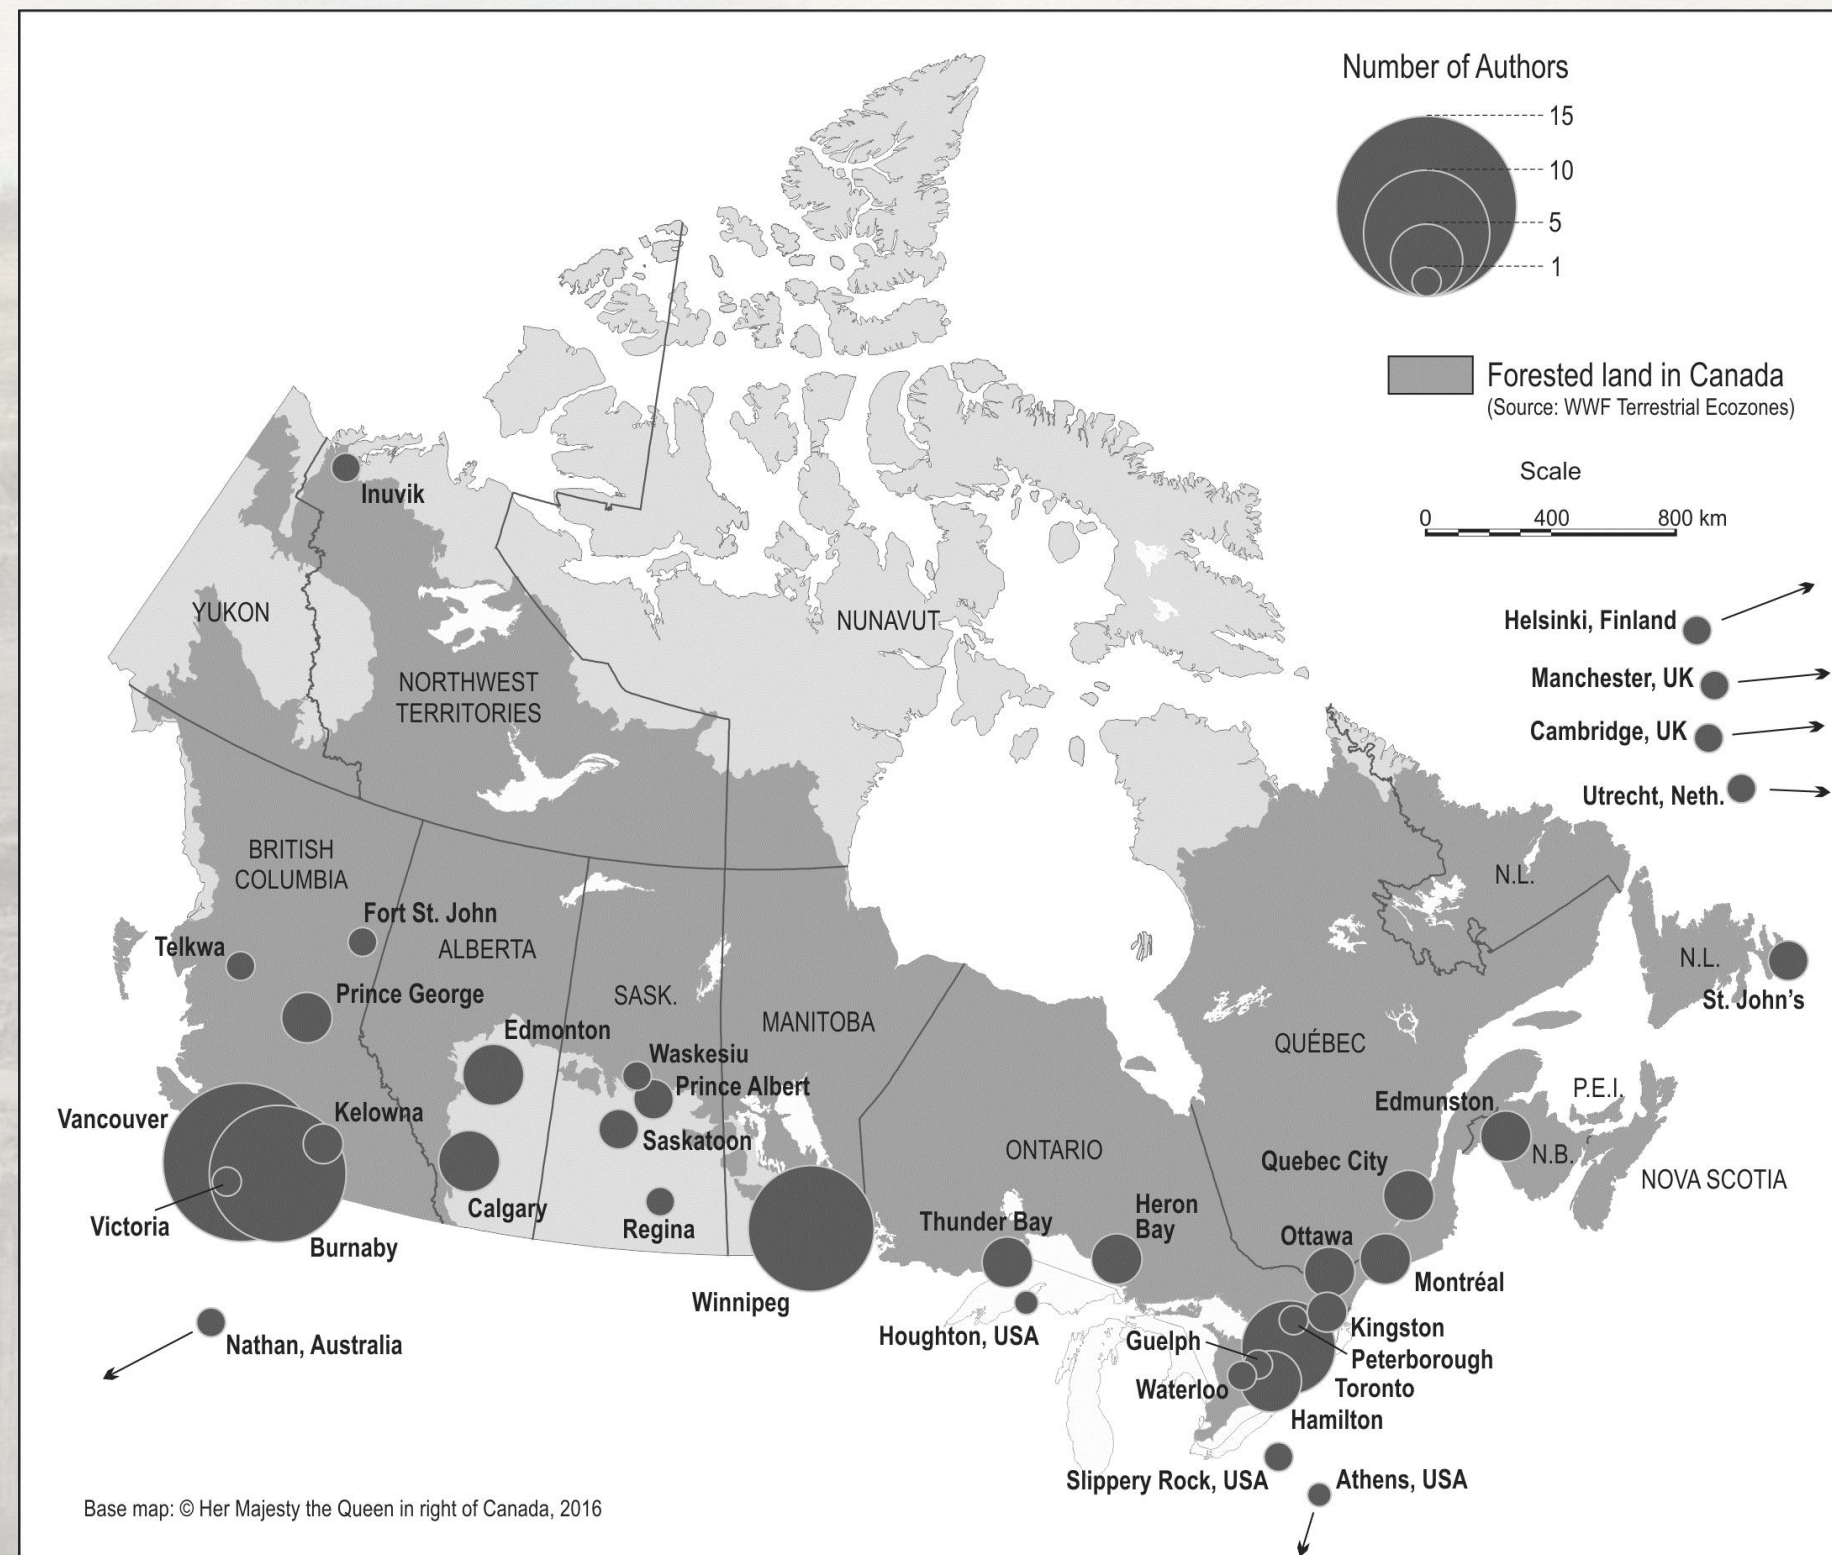 Number of Authors
15
10
5
1
Forested land in Canada
(Source: WWF Terrestrial Ecozones)
Scale
0 400 800 km
Inuvik
Helsinki, Finland
Manchester, UK
Cambridge, UK
Utrecht, Neth.
YUKON
NUNAVUT
NORTHWEST
TERRITORIES
BRITISH
COLUMBIA
Fort St. John
Telkwa
ALBERTA
Prince George
SASK.
MANITOBA
Edmonton
Waskesiu
Prince Albert
Saskatoon
Vancouver
Kelowna
Victoria
Burnaby
Calgary
Regina
Winnipeg
ONTARIO
Thunder Bay
Heron
Bay
Houghton, USA
QUÉBEC
N.L.
N.L.
St. John's
P.E.I.
Edmunston
N.B.
NOVA SCOTIA
Quebec City
Ottawa
Montréal
Guelph
Kingston
Peterborough
Waterloo
Toronto
Hamilton
Slippery Rock, USA
Athens, USA
Nathan, Australia
Base map: © Her Majesty the Queen in right of Canada, 2016